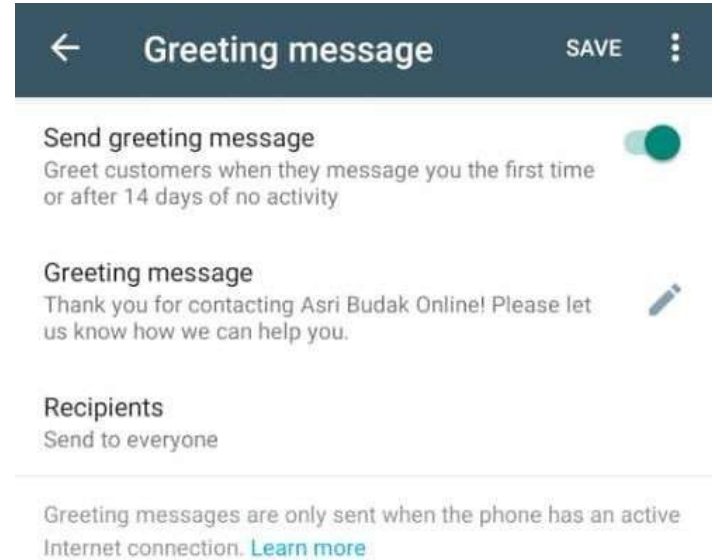 Greeting message SAVE
Send greeting message
Greet customers when they message you the first time
or after 14 days of no activity
Greeting message
Thank you for contacting Asri Budak Online! Please let
us know how we can help you.
Recipients
Send to everyone
Greeting messages are only sent when the phone has an active
Internet connection. Learn more